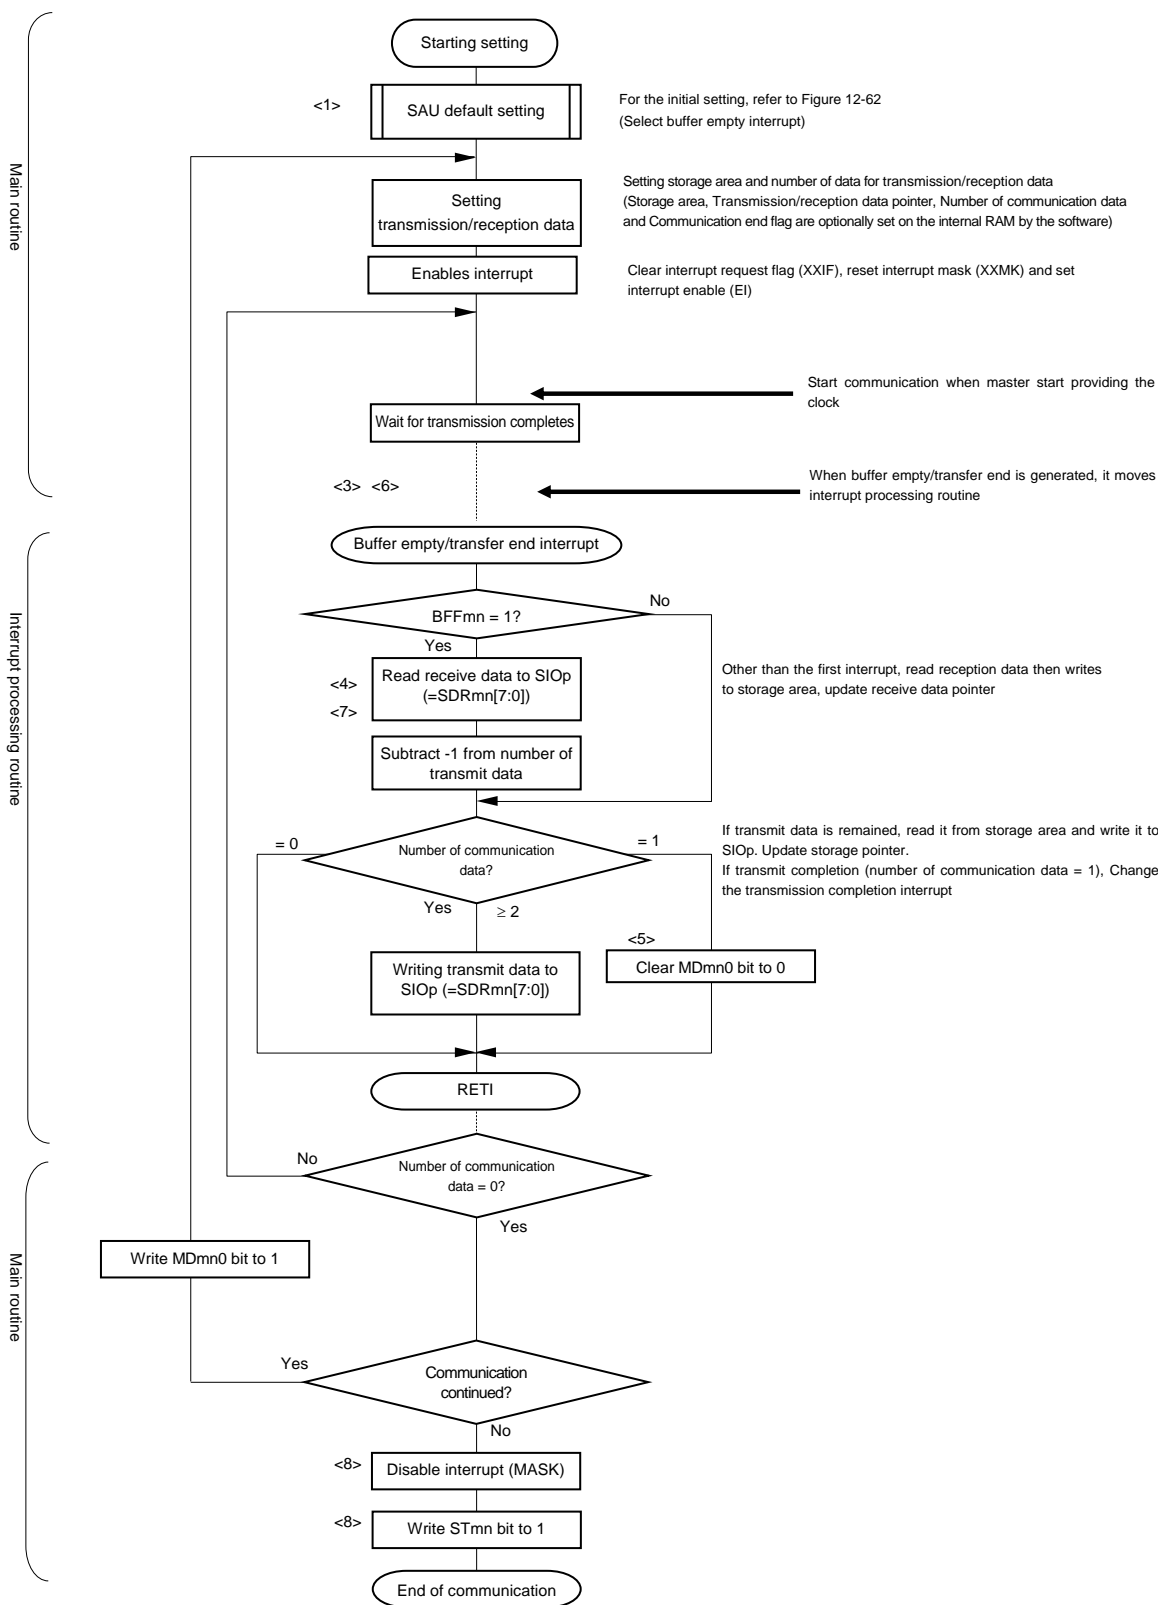 Starting setting
<1>
SAU default setting
For the initial setting, refer to Figure 12-62
(Select buffer empty interrupt)
Main routine
Setting
transmission/reception data
Setting storage area and number of data for transmission/reception data
(Storage area, Transmission/reception data pointer, Number of communication data
and Communication end flag are optionally set on the internal RAM by the software)
Enables interrupt
Clear interrupt request flag (XXIF), reset interrupt mask (XXMK) and set
interrupt enable (EI)
Start communication when master start providing the
clock
Wait for transmission completes
<3> <6>
When buffer empty/transfer end is generated, it moves
interrupt processing routine
Buffer empty/transfer end interrupt
Interrupt processing routine
BFFmn = 1?
No
Yes
<4>
<7>
Read receive data to SIOp
(=SDRmn[7:0])
Other than the first interrupt, read reception data then writes
to storage area, update receive data pointer
Subtract -1 from number of
transmit data
= 0
Number of communication
data?
= 1
If transmit data is remained, read it from storage area and write it to
SIOp. Update storage pointer.
If transmit completion (number of communication data = 1), Change
the transmission completion interrupt
Yes
≥ 2
<5>
Writing transmit data to
SIOp (=SDRmn[7:0])
Clear MDmn0 bit to 0
RETI
No
Number of communication
data = 0?
Yes
Write MDmn0 bit to 1
Main routine
Yes
Communication
continued?
No
<8>
Disable interrupt (MASK)
<8>
Write STmn bit to 1
End of communication